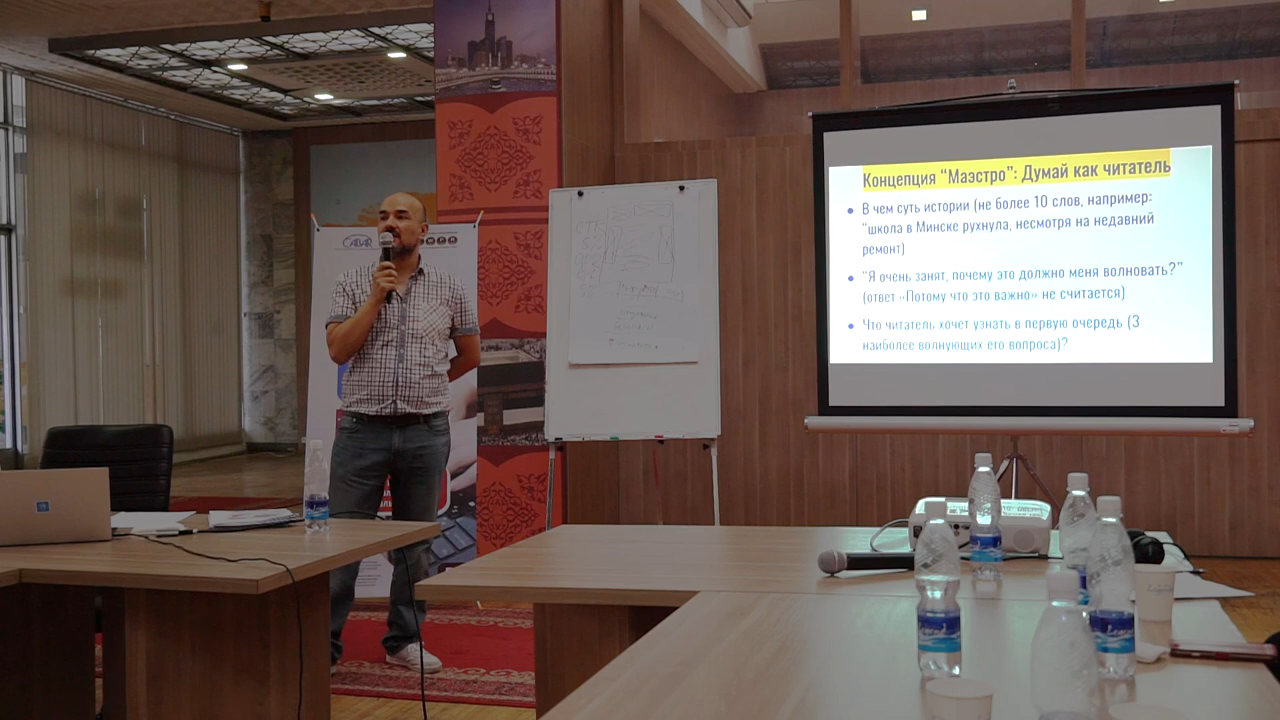 Концепция “Маэстро”: Думай как читатель
• В чем суть истории (не более 10 слов, например:
“школа в Минске рухнула, несмотря на недавний
ремонт)
• “Я очень занят, почему это должно меня волновать?”
(ответ «Потому что это важно» не считается)
• Что читатель хочет узнать в первую очередь (3
наиболее волнующих его вопроса)?